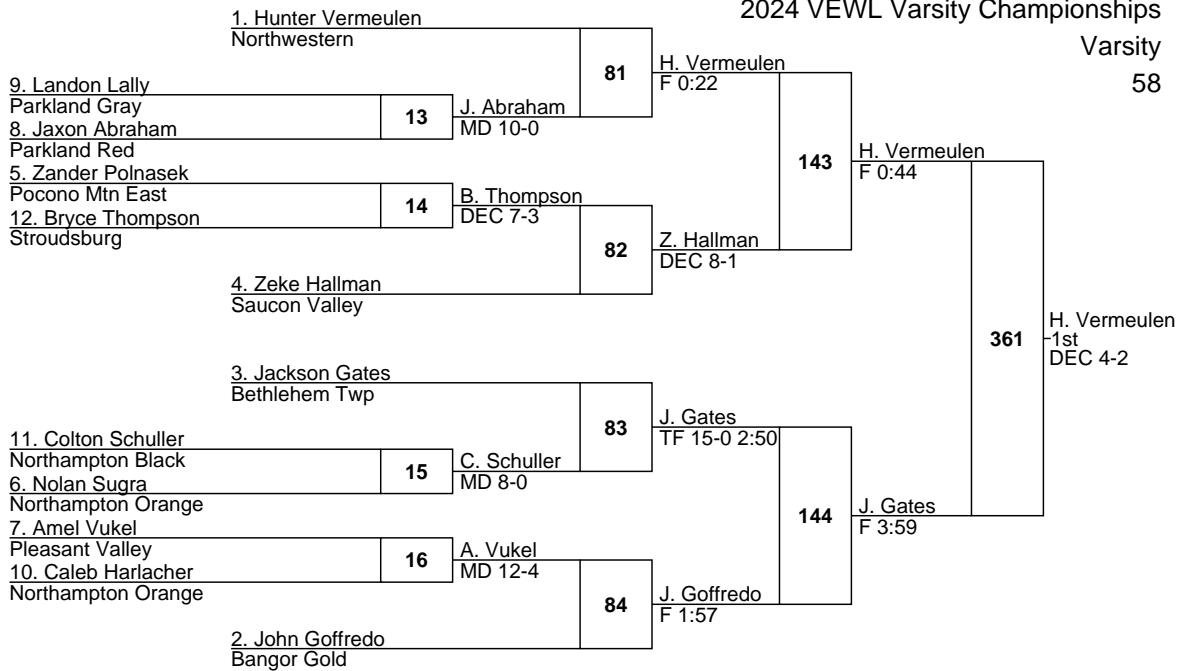 2024 VEWL Varsity Championships
Varsity
58
1. Hunter Vermeulen
Northwestern
81
H. Vermeulen
F 0:22
9. Landon Lally
Parkland Gray
13
J. Abraham
MD 10-0
8. Jaxon Abraham
Parkland Red
143
H. Vermeulen
F 0:44
5. Zander Polnasek
Pocono Mtn East
14
B. Thompson
DEC 7-3
12. Bryce Thompson
Stroudsburg
82
Z. Hallman
DEC 8-1
4. Zeke Hallman
Saucon Valley
361
H. Vermeulen
1st
DEC 4-2
3. Jackson Gates
Bethlehem Twp
83
J. Gates
TF 15-0 2:50
11. Colton Schuller
Northampton Black
15
C. Schuller
MD 8-0
6. Nolan Sugra
Northampton Orange
144
J. Gates
F 3:59
7. Amel Vukel
Pleasant Valley
16
A. Vukel
MD 12-4
10. Caleb Harlacher
Northampton Orange
84
J. Goffredo
F 1:57
2. John Goffredo
Bangor Gold